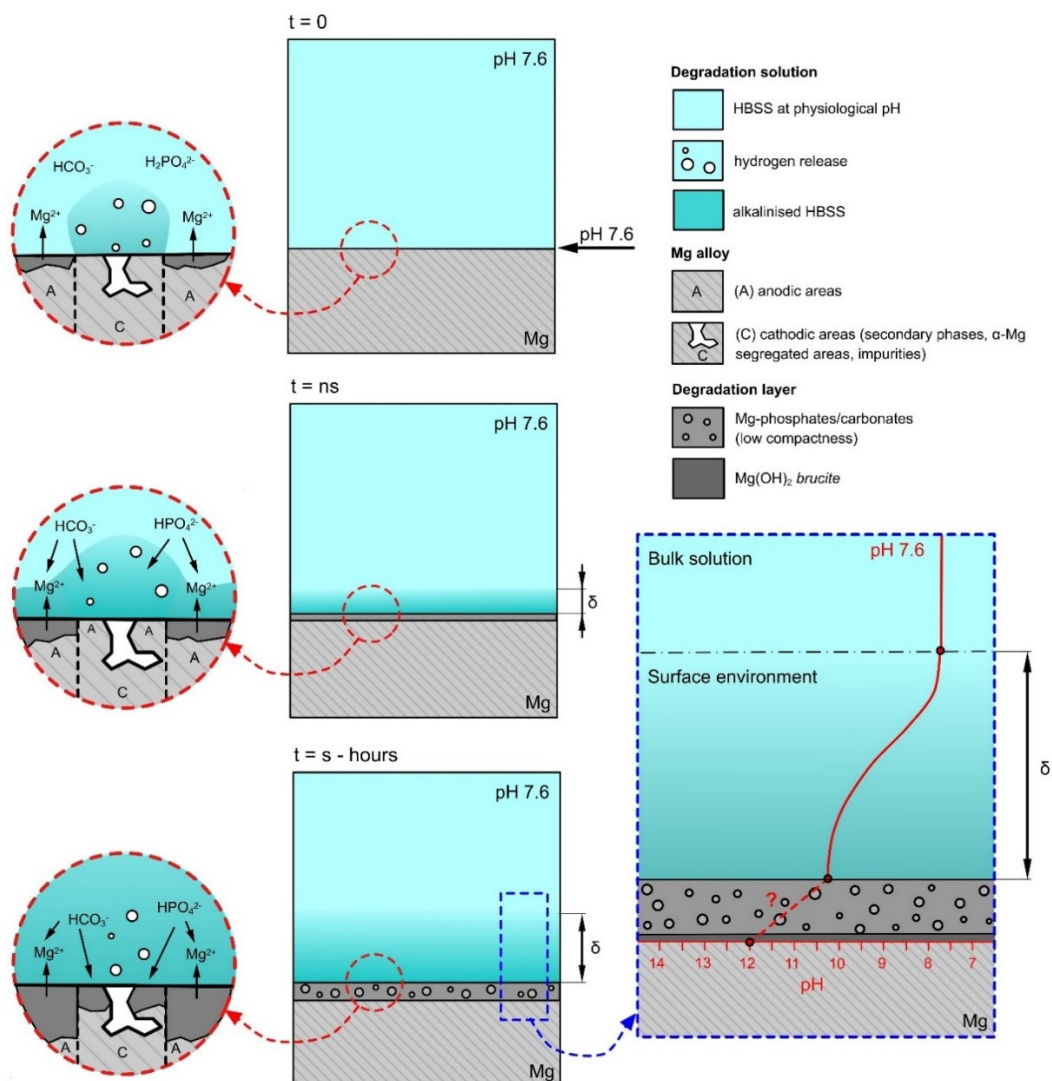 t = 0
pH 7.6
HCO₃⁻
H₂PO₄²⁻
Mg²⁺
Mg²⁺
A
A
C
pH 7.6
Mg
t = ns
pH 7.6
HCO₃⁻
HPO₄²⁻
Mg²⁺
Mg²⁺
A
A
A
A
C
δ
Mg
t = s - hours
pH 7.6
HCO₃⁻
HPO₄²⁻
Mg²⁺
Mg²⁺
A
A
C
δ
Mg
Degradation solution
HBSS at physiological pH
hydrogen release
alkalinised HBSS
Mg alloy
A
(A) anodic areas
C
(C) cathodic areas (secondary phases, α-Mg
segregated areas, impurities)
Degradation layer
Mg-phosphates/carbonates
(low compactness)
Mg(OH)₂ brucite
Bulk solution
pH 7.6
Surface environment
δ
?
14 13 12 11 10 9 8 7
pH
Mg